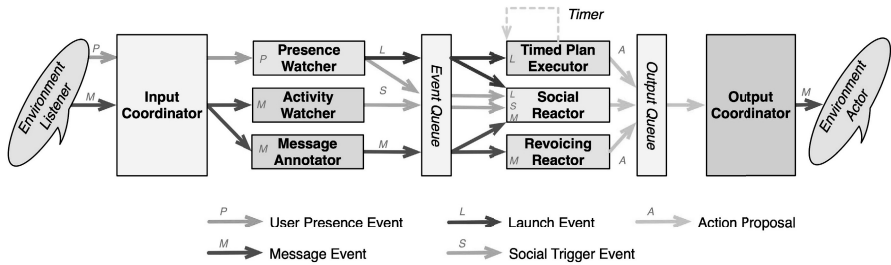 Timer
P
M
Environment
Listener
Input
Coordinator
P
Presence
Watcher
L
M
Activity
Watcher
S
M
Message
Annotator
M
Event Queue
L
Timed Plan
Executor
A
L
S
M
Social
Reactor
M
Revoicing
Reactor
A
Output Queue
Output
Coordinator
M
Environment
Actor
P
User Presence Event
L
Launch Event
A
Action Proposal
M
Message Event
S
Social Trigger Event